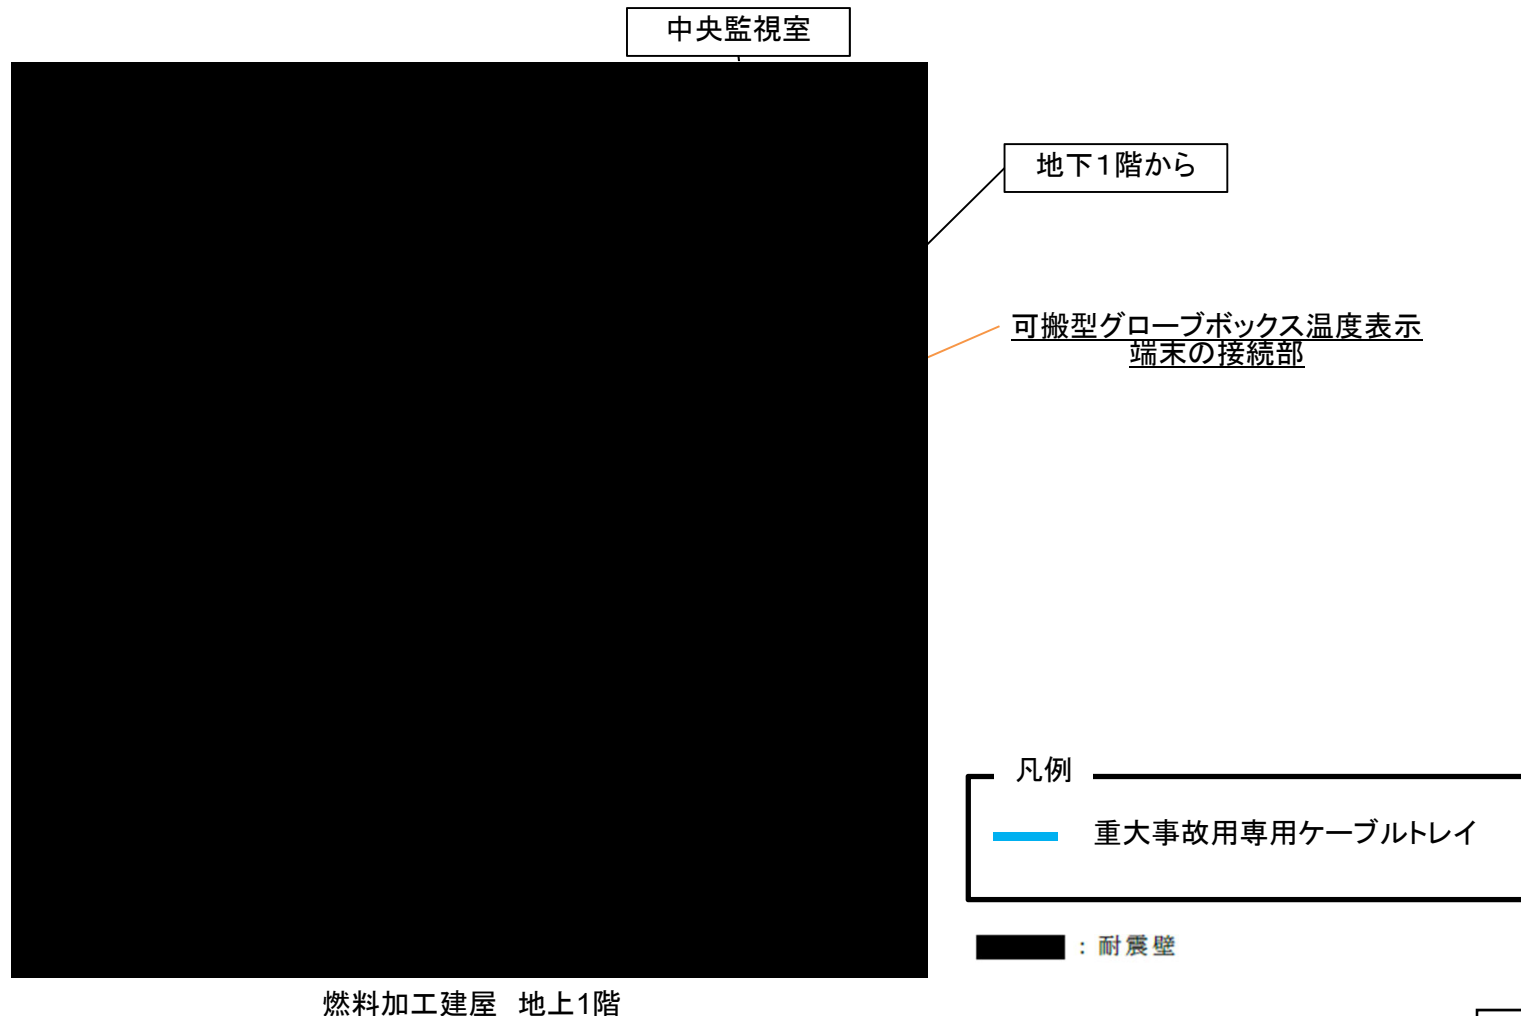 中央監視室
地下1階から
可搬型グローブボックス温度表示
端末の接続部
凡例
重大事故用専用ケーブルトレイ
：耐震壁
燃料加工建屋　地上1階